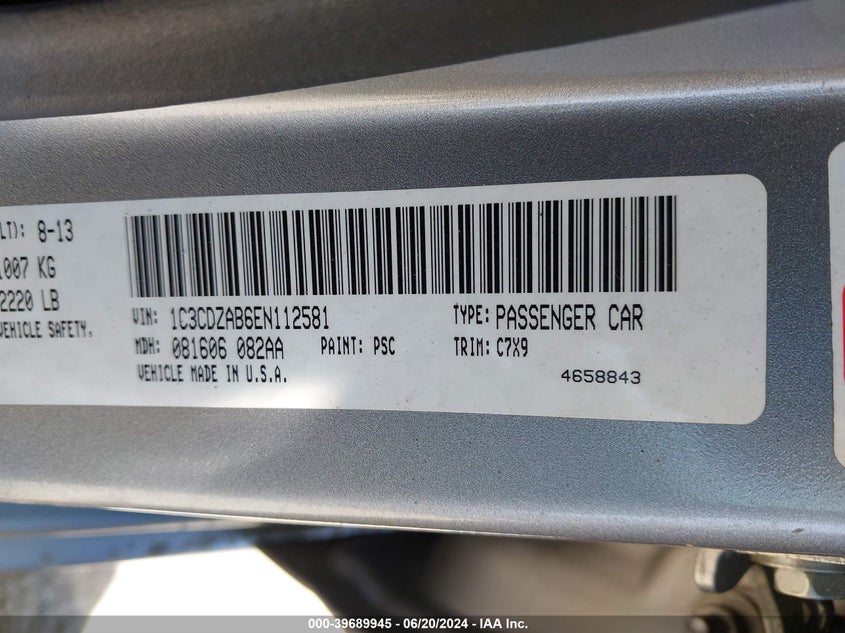 LT): 8-13
1007 KG
2220 LB
VEHICLE SAFETY,
VIN: 1C3CDZAB6EN112581 TYPE: PASSENGER CAR
MDH: 081606 082AA PAINT: PSC TRIM: C7X9
VEHICLE MADE IN U.S.A. 4658843
000-39689945 - 06/20/2024 - IAA Inc.